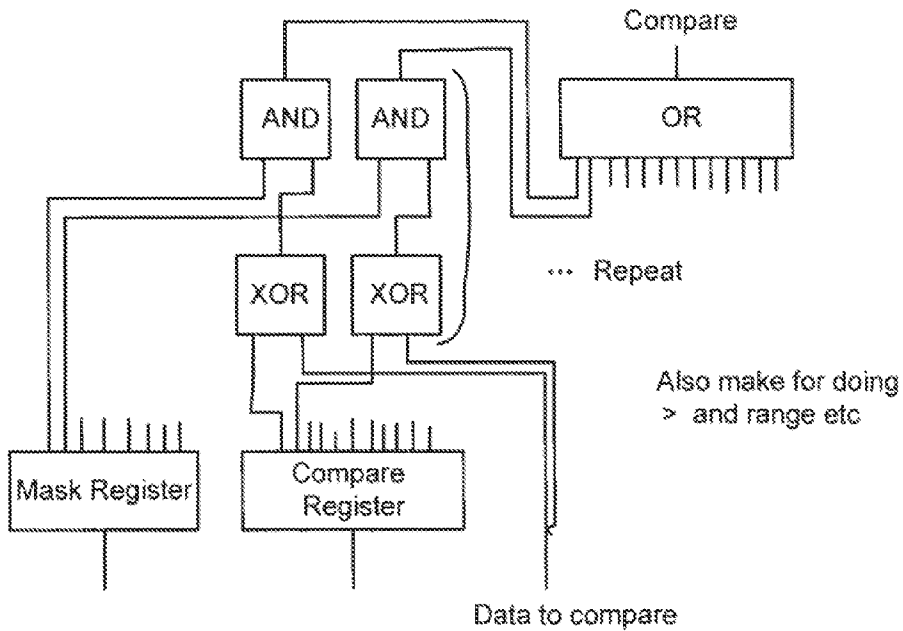 Compare
AND
AND
OR
XOR
XOR
... Repeat
Also make for doing
> and range etc
Mask Register
Compare
Register
Data to compare